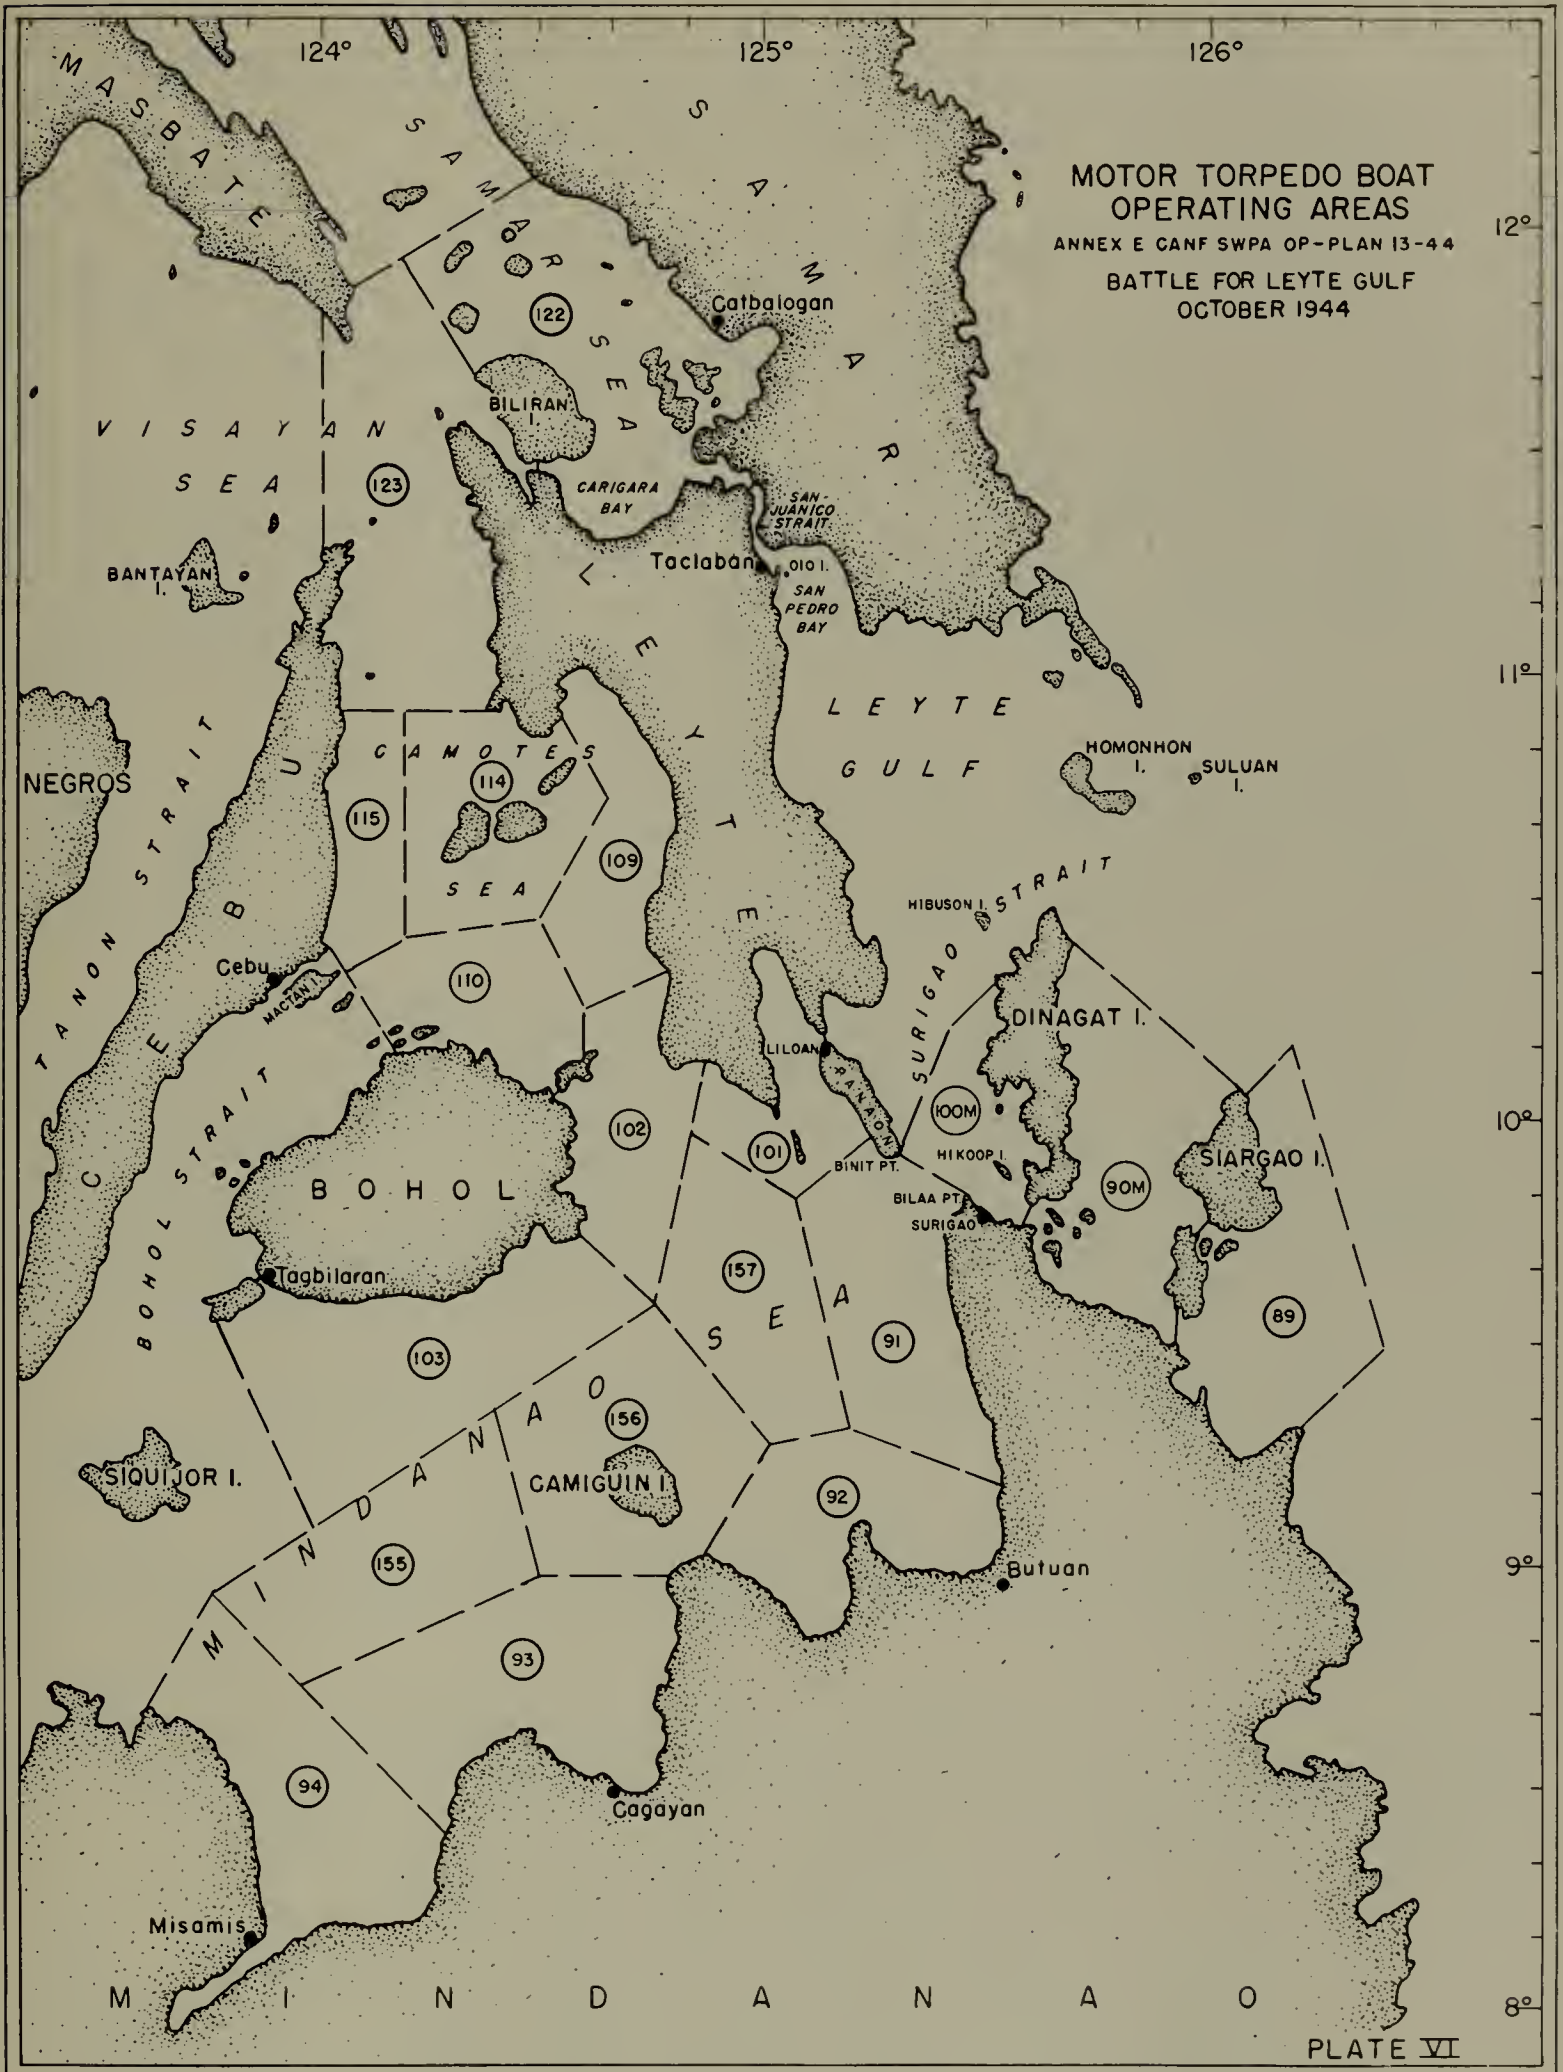 124° 125° 126°
MASBATE
SAMAR
SAMAR SEA
MOTOR TORPEDO BOAT
OPERATING AREAS
ANNEX E CANF SWPA OP-PLAN 13-44
BATTLE FOR LEYTE GULF
OCTOBER 1944
12°
122
Catbalogan
BILIRAN
I.
VISAYAN
SEA
123
CARIGARA
BAY
SAN-
JUANICO
STRAIT
BANTAYAN
I.
Taclaban
OIO I.
SAN
PEDRO
BAY
LEYTE
11°
LEYTE
GULF
HOMONHON
I.
SULUAN
I.
NEGROS
TANON STRAIT
CEBU
CAMOTES
114
115
109
SEA
HIBUSON I.
SURIGAO STRAIT
Cebu
MACTAN I.
110
DINAGAT I.
LILOAN
PANAON
100M
10°
102
101
BINIT PT.
HIKOOP I.
SIARGAO I.
90M
BOHOL STRAIT
BOHOL
BILAA PT.
SURIGAO
Tagbilaran
157
89
91
103
MINDANAO SEA
156
SIQUIJOR I.
CAMIGUIN I.
92
155
Butuan
9°
93
94
Cagayan
Misamis
MINDANAO
8°
PLATE VI